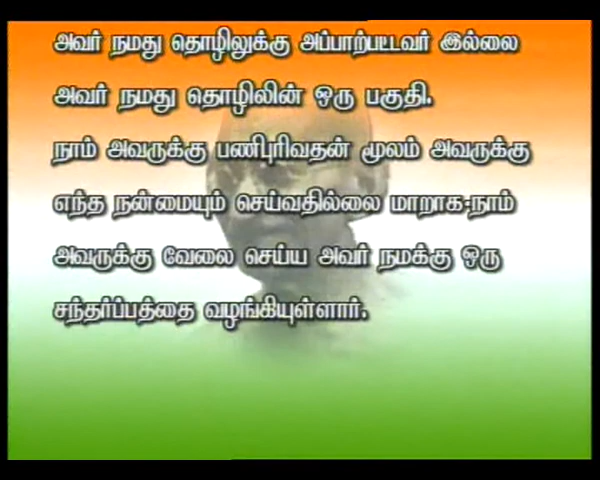 அவர் நமது தொழிலுக்கு அப்பாற்பட்டவர் இல்லை
அவர் நமது தொழிலின் ஒரு பகுதி.
நாம் அவருக்கு பணிபுரிவதன் மூலம் அவருக்கு
எந்த நன்மையும் செய்வதில்லை மாறாக-நாம்
அவருக்கு வேலை செய்ய அவர் நமக்கு ஒரு
சந்தர்ப்பத்தை வழங்கியுள்ளார்.